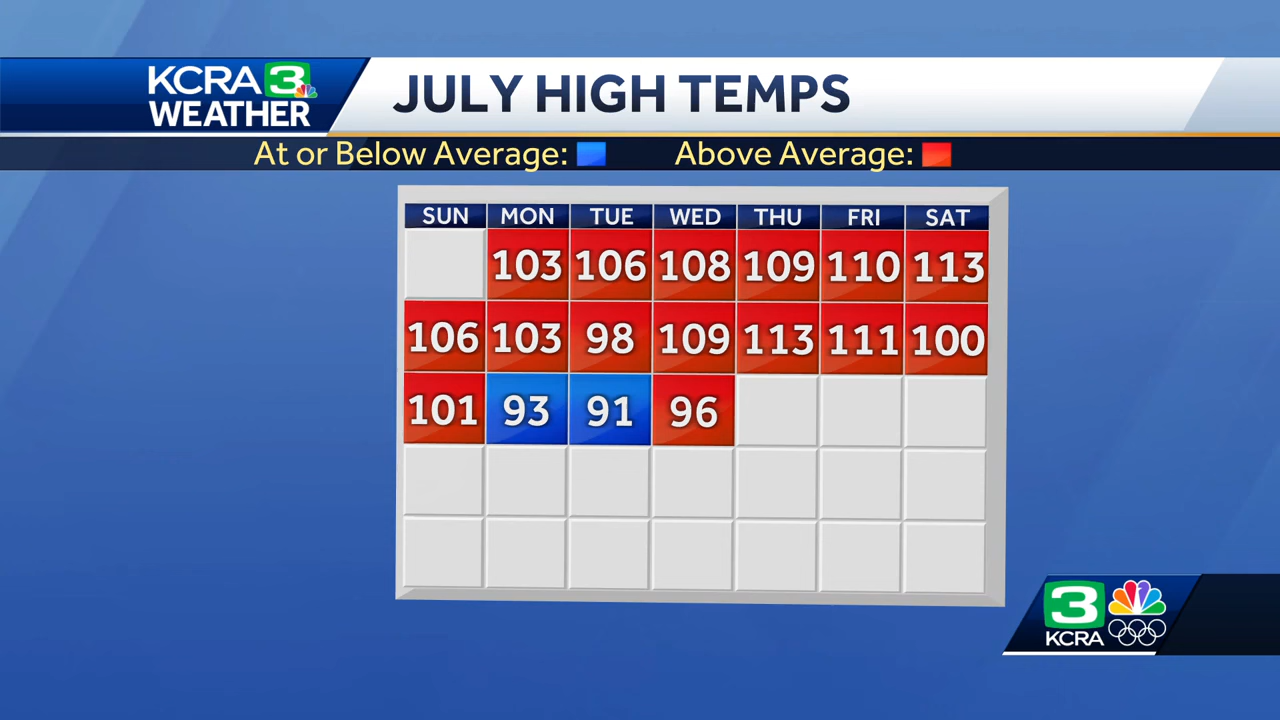 KCRA 3
WEATHER
JULY HIGH TEMPS
At or Below Average: Above Average:
SUN MON TUE WED THU FRI SAT
103 106 108 109 110 113
106 103 98 109 113 111 100
101 93 91 96
3
KCRA